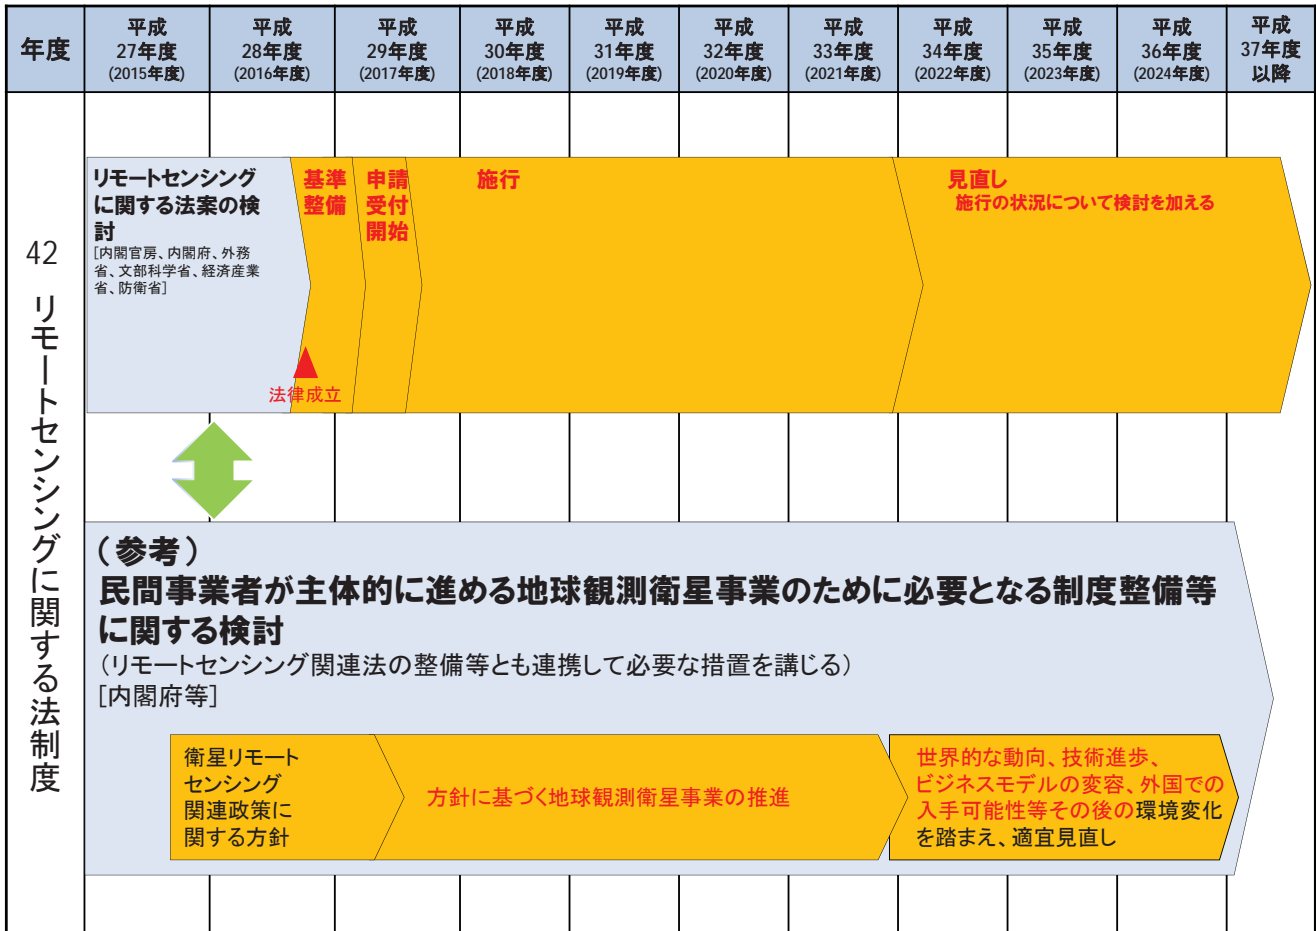 年度
平成
27年度
(2015年度)
平成
28年度
(2016年度)
平成
29年度
(2017年度)
平成
30年度
(2018年度)
平成
31年度
(2019年度)
平成
32年度
(2020年度)
平成
33年度
(2021年度)
平成
34年度
(2022年度)
平成
35年度
(2023年度)
平成
36年度
(2024年度)
平成
37年度
以降
42 リモートセンシングに関する法制度
リモートセンシング
に関する法案の検
討
[内閣官房、内閣府、外務
省、文部科学省、経済産業
省、防衛省]
基準
整備
申請
受付
開始
施行
見直し
施行の状況について検討を加える
法律成立
（参考）
民間事業者が主体的に進める地球観測衛星事業のために必要となる制度整備等
に関する検討
(リモートセンシング関連法の整備等とも連携して必要な措置を講じる)
[内閣府等]
衛星リモート
センシング
関連政策に
関する方針
方針に基づく地球観測衛星事業の推進
世界的な動向、技術進歩、
ビジネスモデルの変容、外国での
入手可能性等その後の環境変化
を踏まえ、適宜見直し